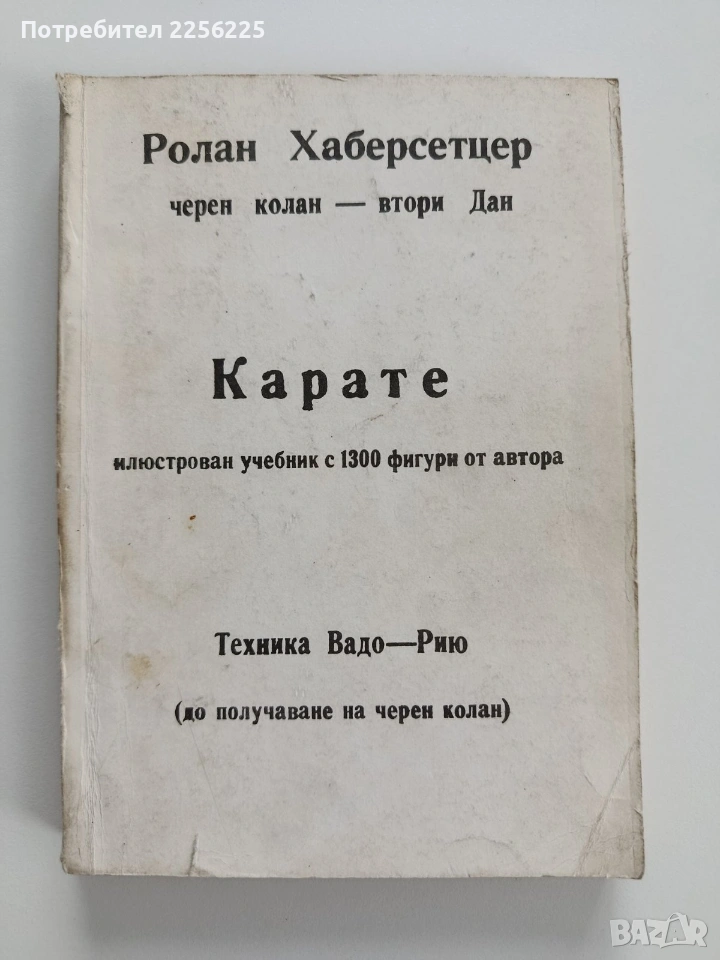 Потребител 2256225
Ролан Хаберсетцер
черен колан — втори Дан
Карате
илюстрован учебник с 1300 фигури от автора
Техника Вадо—Рию
(до получаване на черен колан)
BAZAR